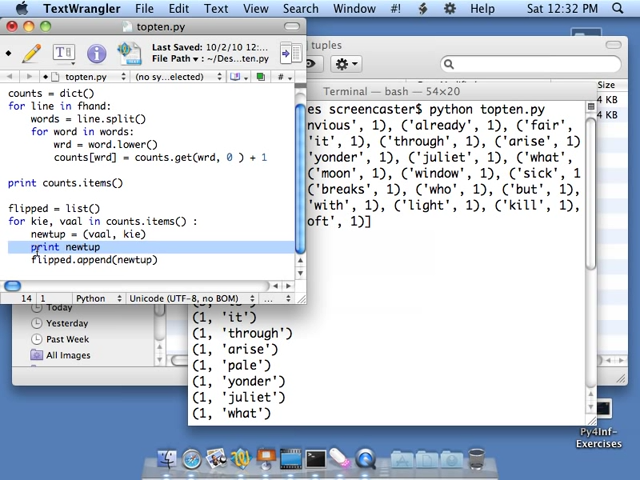 TextWrangler File Edit Text View Window #! Sat 12:32 PM
topten.py
Last Saved: 10/2/10 12:...
File Path ▾: ~/Des...ten.py
topten.py (no sy...selected)
counts = dict()
for line in fhand:
words = line.split()
for word in words:
wrd = word.lower()
counts[wrd] = counts.get(wrd, 0 ) + 1
print counts.items()
flipped = list()
for kie, vaal in counts.items() :
newtup = (vaal, kie)
print newtup
flipped.append(newtup)
14 1 Python Unicode (UTF-8, no BOM) ...
tuples
Size
4 KB
4 KB
Terminal — bash — 54×20
es screencaster$ python topten.py
nvious', 1), ('already', 1), ('fair',
'it', 1), ('through', 1), ('arise', 1)
'yonder', 1), ('juliet', 1), ('what',
'moon', 1), ('window', 1), ('sick', 1
('breaks', 1), ('who', 1), ('but', 1),
'with', 1), ('light', 1), ('kill', 1),
oft', 1)]
(1, 'it')
(1, 'through')
(1, 'arise')
(1, 'pale')
(1, 'yonder')
(1, 'juliet')
(1, 'what')
Today
Yesterday
Past Week
All Images
Py4Inf-
Exercises